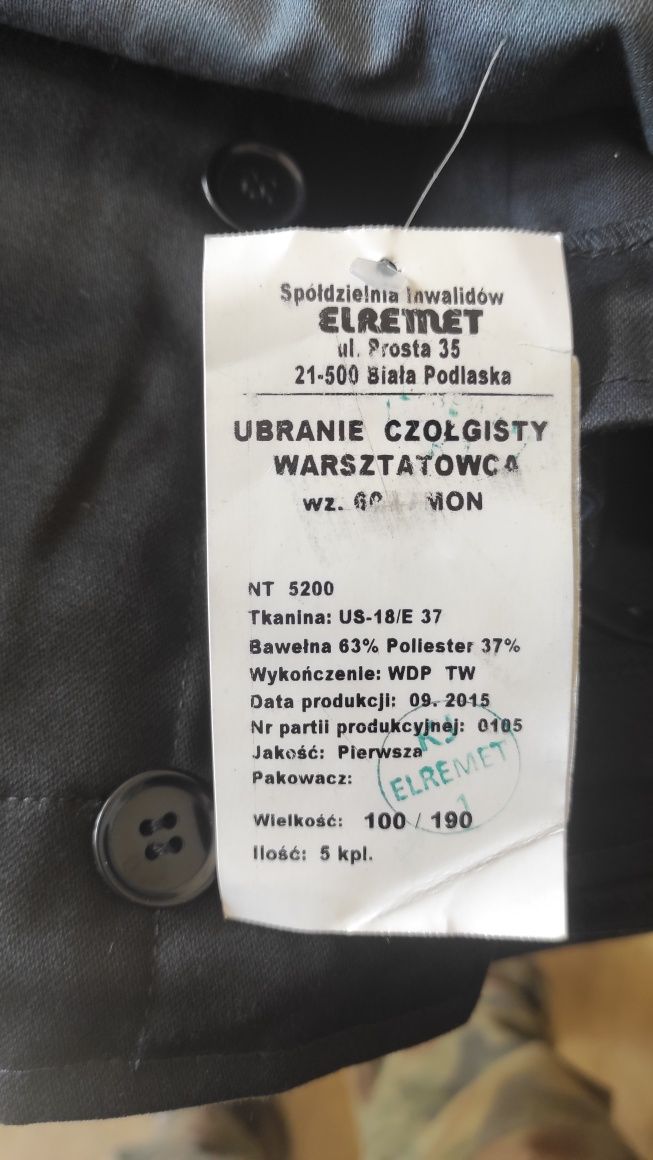 Spółdzielnia Inwalidów
ELREMET
ul. Prosta 35
21-500 Biała Podlaska
UBRANIE CZOŁGISTY
WARSZTATOWCA
wz. MON
NT 5200
Tkanina: US-18/E 37
Bawełna 63% Poliester 37%
Wykończenie: WDP TW
Data produkcji: 09. 2015
Nr partii produkcyjnej: 0105
Jakość: Pierwsza
Pakowacz:
KJ
ELREMET
1
Wielkość: 100 / 190
Ilość: 5 kpl.